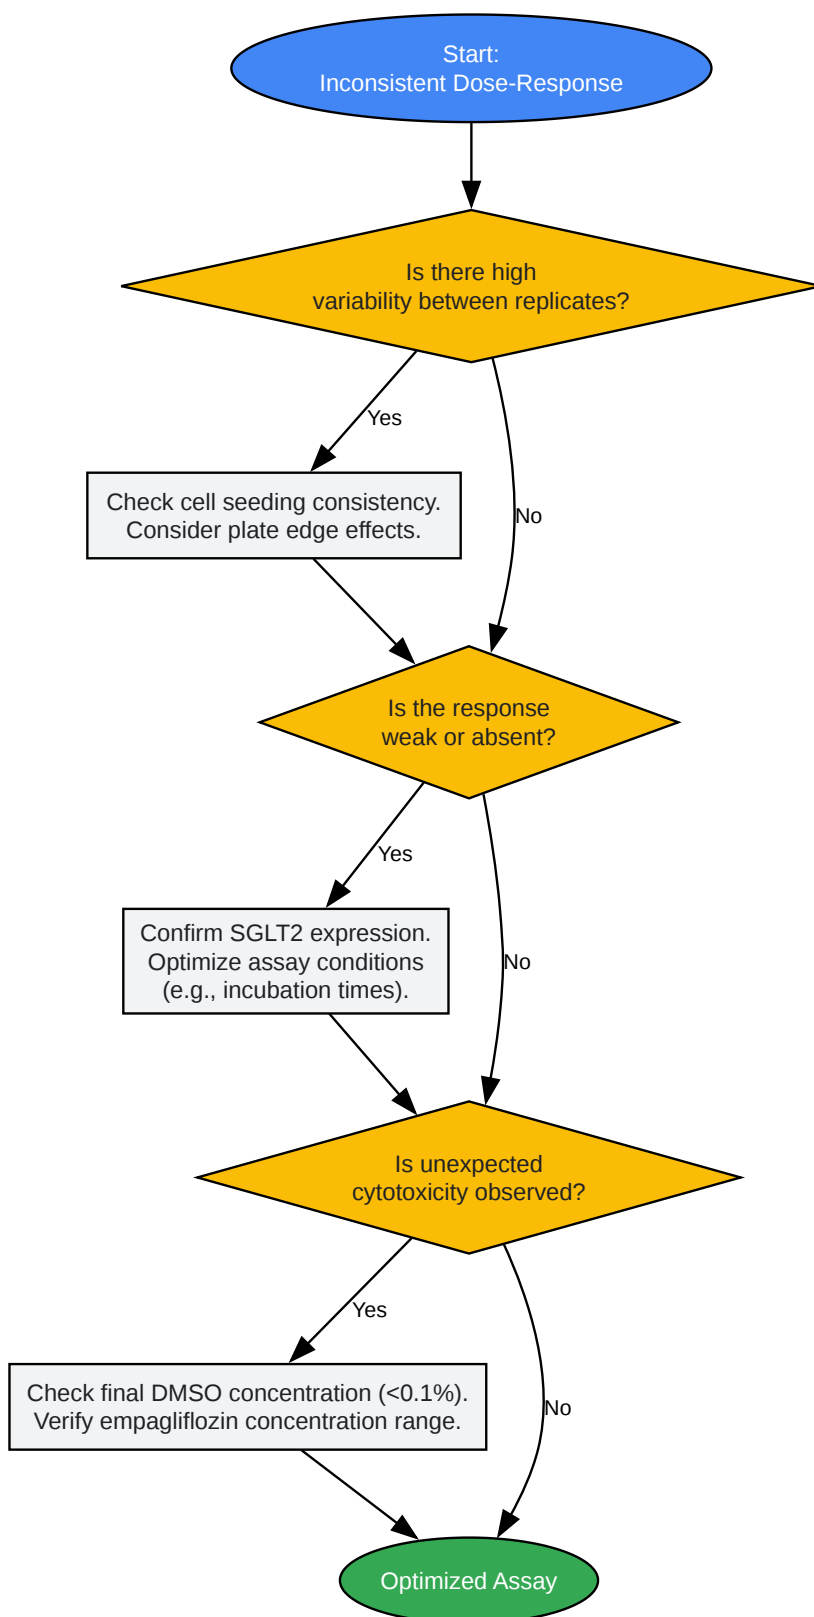 Start:
Inconsistent Dose-Response
Is there high
variability between replicates?
Yes
Check cell seeding consistency.
Consider plate edge effects.
No
Is the response
weak or absent?
Yes
Confirm SGLT2 expression.
Optimize assay conditions
(e.g., incubation times).
No
Is unexpected
cytotoxicity observed?
Yes
Check final DMSO concentration (<0.1%).
Verify empagliflozin concentration range.
No
Optimized Assay